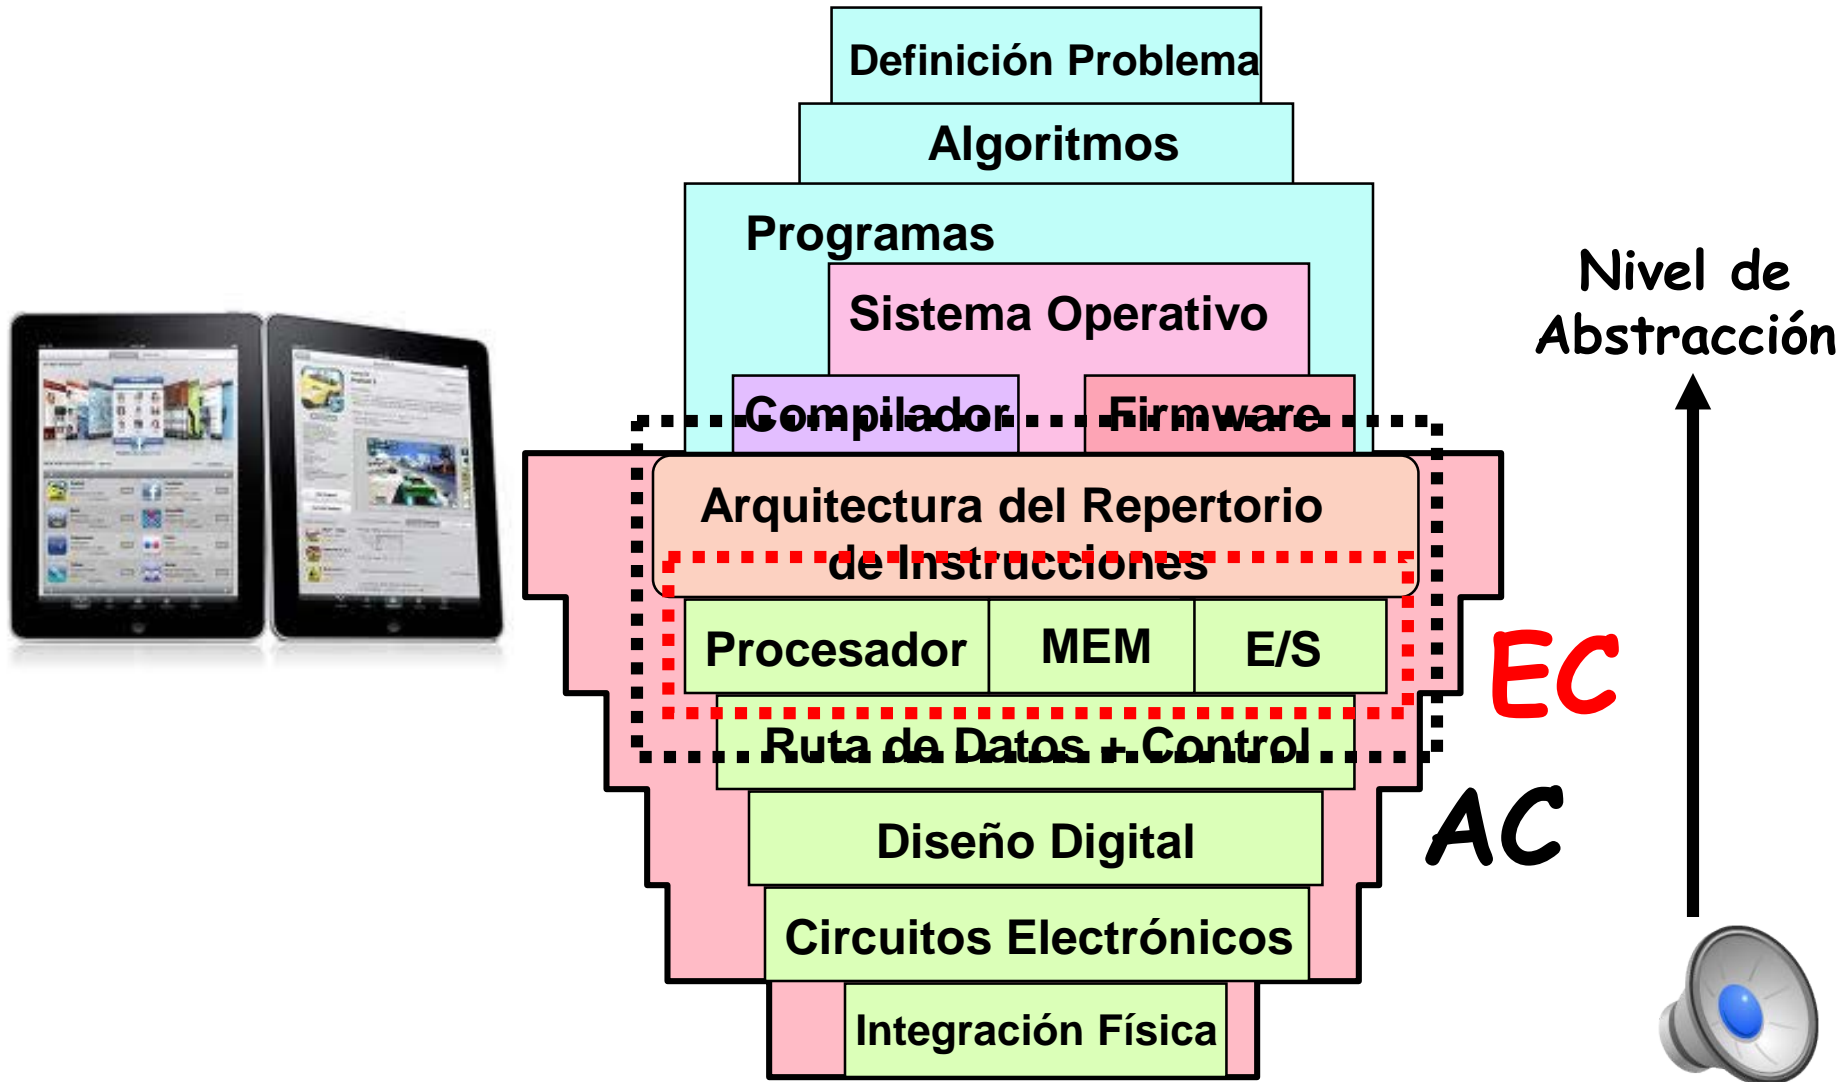 Definición Problema
Algoritmos
Programas
Sistema Operativo
Compilador
Firmware
Arquitectura del Repertorio
de Instrucciones
Procesador
MEM
E/S
Ruta de Datos + Control
Diseño Digital
Circuitos Electrónicos
Integración Física
EC
AC
Nivel de
Abstracción